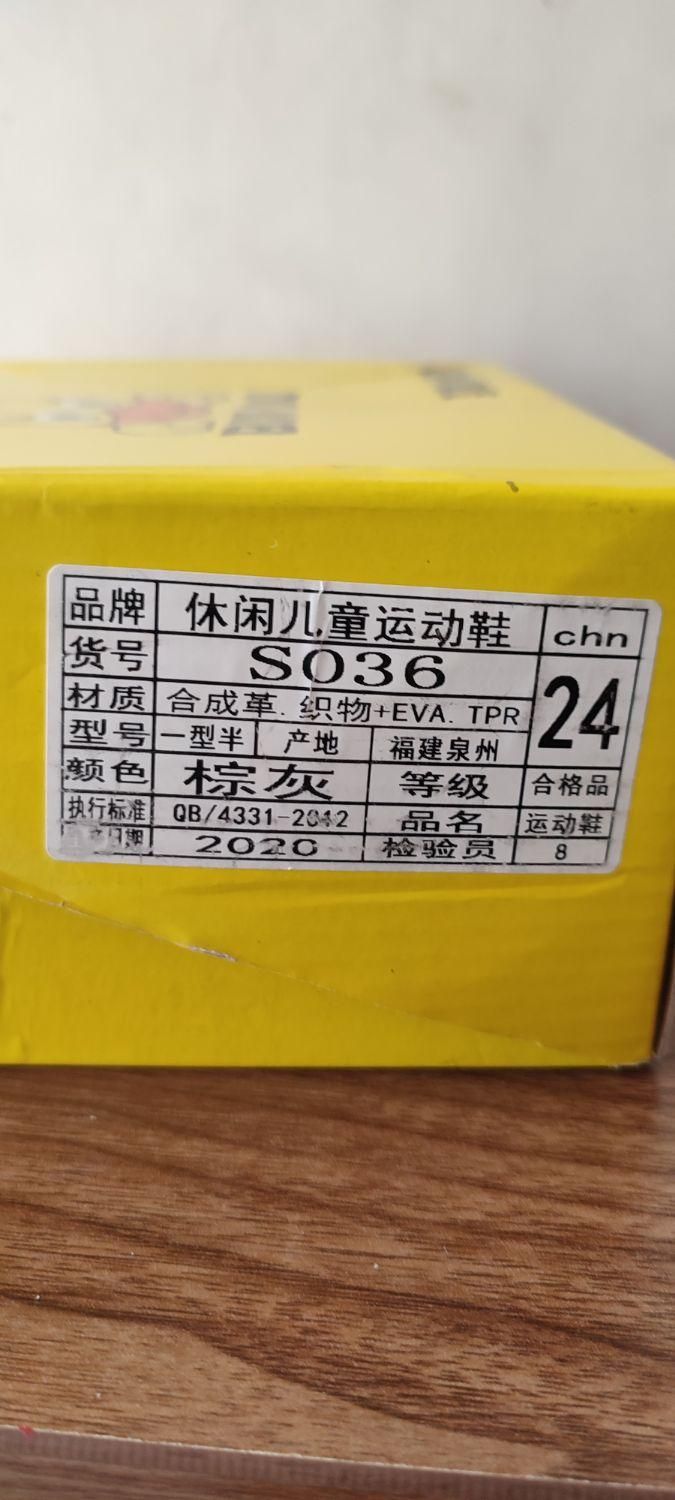 品牌 休闲儿童运动鞋 chn
货号 S036 24
材质 合成革. 织物+EVA. TPR
型号 一型半 产地 福建泉州
颜色 棕灰 等级 合格品
执行标准 QB/4331-2012 品名 运动鞋
日期 2020 检验员 8